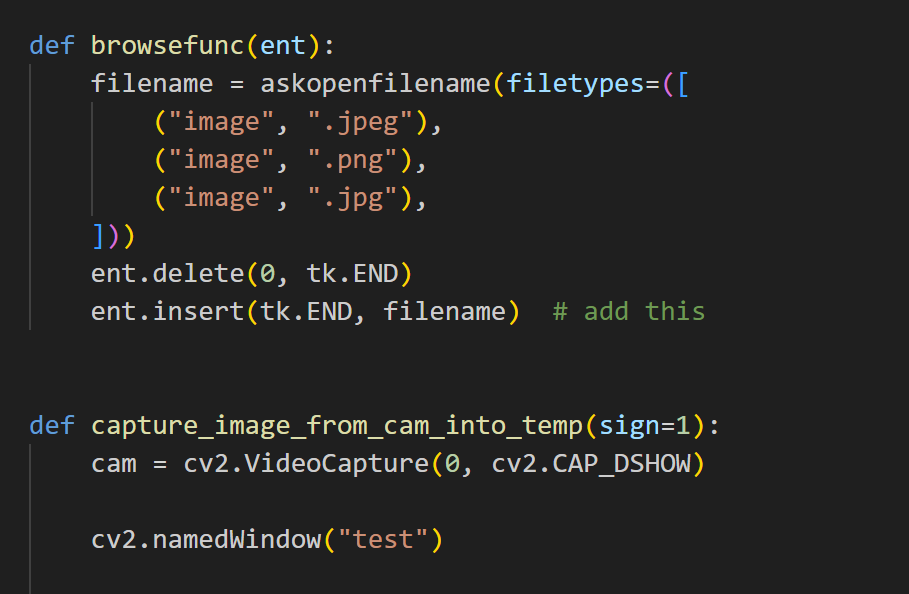 def browsefunc(ent):
    filename = askopenfilename(filetypes=([
        ("image", ".jpeg"),
        ("image", ".png"),
        ("image", ".jpg"),
    ]))
    ent.delete(0, tk.END)
    ent.insert(tk.END, filename)  # add this
def capture_image_from_cam_into_temp(sign=1):
    cam = cv2.VideoCapture(0, cv2.CAP_DSHOW)
    cv2.namedWindow("test")